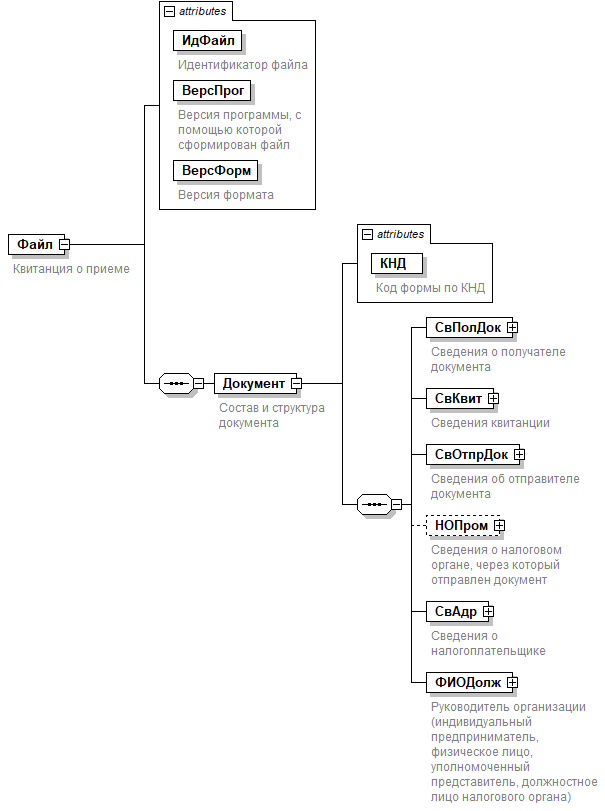 attributes
ИдФайл
Идентификатор файла
ВерсПрог
Версия программы, с
помощью которой
сформирован файл
ВерсФорм
Версия формата
Файл
Квитанция о приеме
attributes
КНД
Код формы по КНД
Документ
Состав и структура
документа
СвПолДок
Сведения о получателе
документа
СвКвит
Сведения квитанции
СвОтпрДок
Сведения об отправителе
документа
НОПром
Сведения о налоговом
органе, через который
отправлен документ
СвАдр
Сведения о
налогоплательщике
ФИОДолж
Руководитель организации
(индивидуальный
предприниматель,
физическое лицо,
уполномоченный
представитель, должностное
лицо налогового органа)